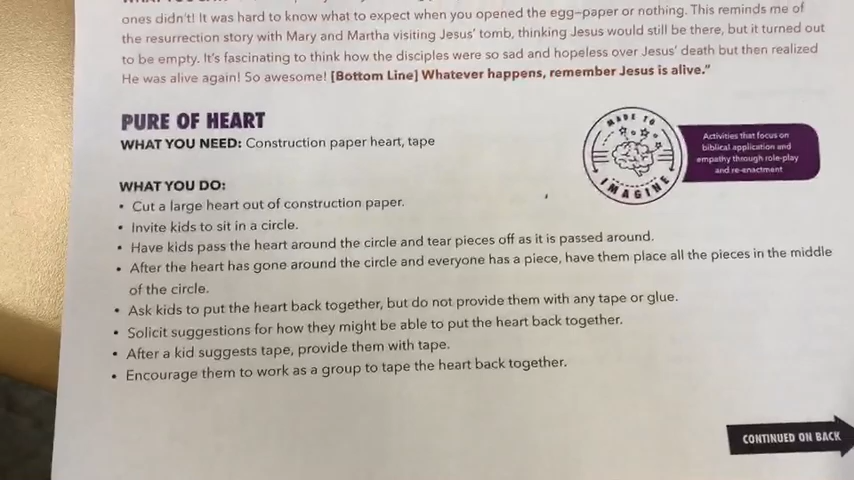 ones didn't! It was hard to know what to expect when you opened the egg–paper or nothing. This reminds me of
the resurrection story with Mary and Martha visiting Jesus' tomb, thinking Jesus would still be there, but it turned out
to be empty. It's fascinating to think how the disciples were so sad and hopeless over Jesus' death but then realized
He was alive again! So awesome! [Bottom Line] Whatever happens, remember Jesus is alive."
PURE OF HEART
WHAT YOU NEED: Construction paper heart, tape
MADE TO
IMAGINE
Activities that focus on
biblical application and
empathy through role-play
and re-enactment
WHAT YOU DO:
• Cut a large heart out of construction paper.
• Invite kids to sit in a circle.
• Have kids pass the heart around the circle and tear pieces off as it is passed around.
• After the heart has gone around the circle and everyone has a piece, have them place all the pieces in the middle
of the circle.
• Ask kids to put the heart back together, but do not provide them with any tape or glue.
• Solicit suggestions for how they might be able to put the heart back together.
• After a kid suggests tape, provide them with tape.
• Encourage them to work as a group to tape the heart back together.
CONTINUED ON BACK